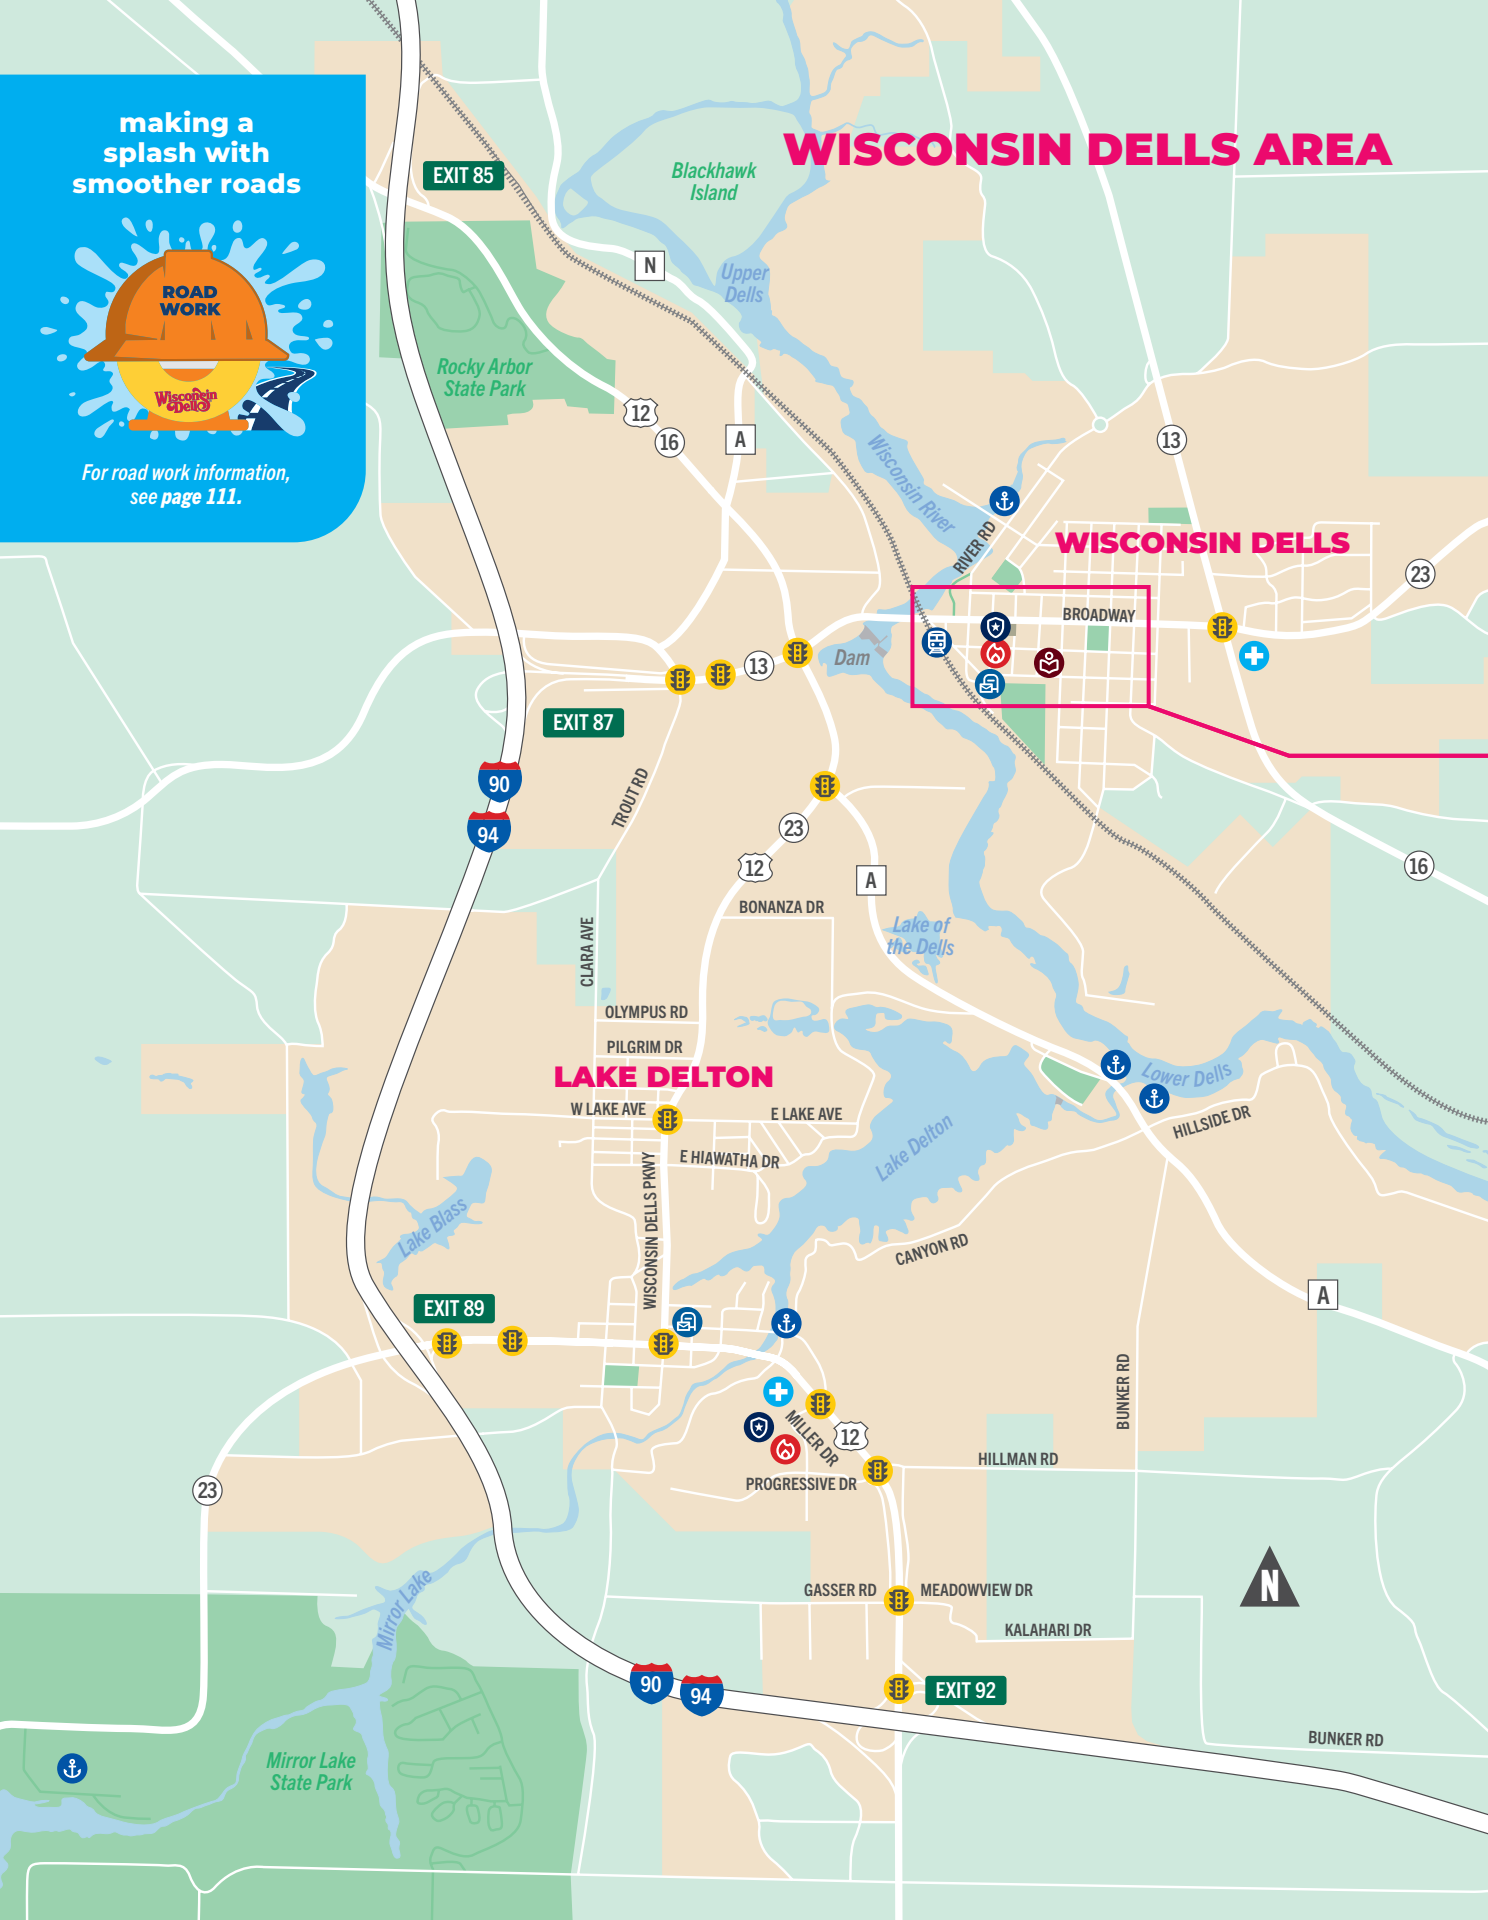 making a
splash with
smoother roads
ROAD
WORK
Wisconsin
Dells
For road work information,
see page 111.
WISCONSIN DELLS AREA
EXIT 85
Blackhawk
Island
N
Upper
Dells
Rocky Arbor
State Park
12
16
A
13
Wisconsin River
RIVER RD
WISCONSIN DELLS
23
BROADWAY
Dam
13
EXIT 87
90
94
TROUT RD
23
12
A
16
BONANZA DR
CLARA AVE
Lake of
the Dells
OLYMPUS RD
PILGRIM DR
LAKE DELTON
W LAKE AVE
E LAKE AVE
Lower Dells
HILLSIDE DR
E HIAWATHA DR
Lake Delton
WISCONSIN DELLS PKWY
Lake Blass
CANYON RD
A
EXIT 89
BUNKER RD
MILLER DR
12
HILLMAN RD
PROGRESSIVE DR
23
Mirror Lake
GASSER RD
MEADOWVIEW DR
N
KALAHARI DR
90
94
EXIT 92
BUNKER RD
Mirror Lake
State Park